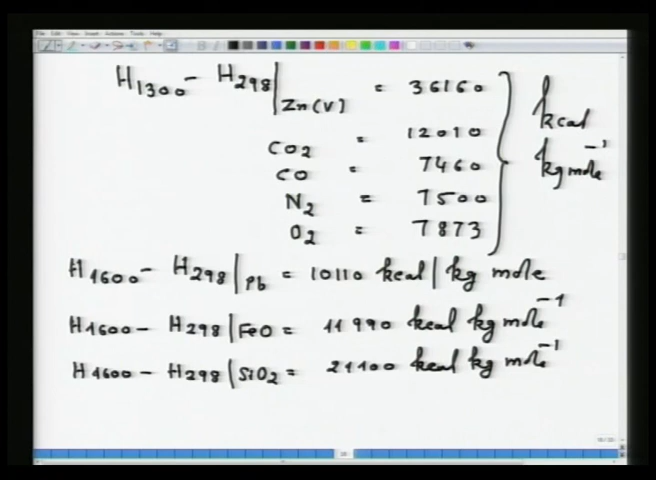 H1300 - H298|Zn(V) = 36160
CO2 = 12010
CO = 7460
N2 = 7500
O2 = 7873
kcal
kg mole⁻¹
H1600 - H298|Pb = 10110 kcal | kg mole
H1600 - H298|FeO = 11990 kcal kg mole⁻¹
H1600 - H298|SiO2 = 21100 kcal kg mole⁻¹